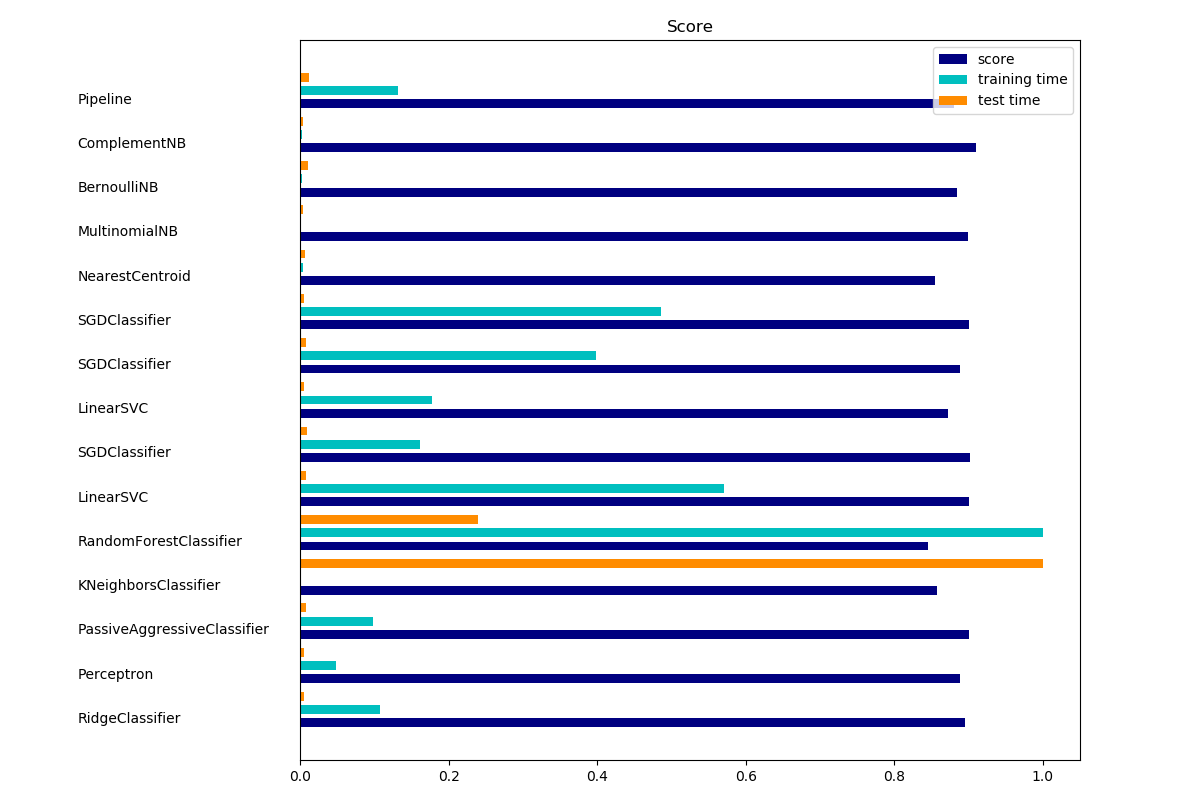 Score
score
training time
test time
Pipeline
ComplementNB
BernoulliNB
MultinomialNB
NearestCentroid
SGDClassifier
SGDClassifier
LinearSVC
SGDClassifier
LinearSVC
RandomForestClassifier
KNeighborsClassifier
PassiveAggressiveClassifier
Perceptron
RidgeClassifier
0.0 0.2 0.4 0.6 0.8 1.0